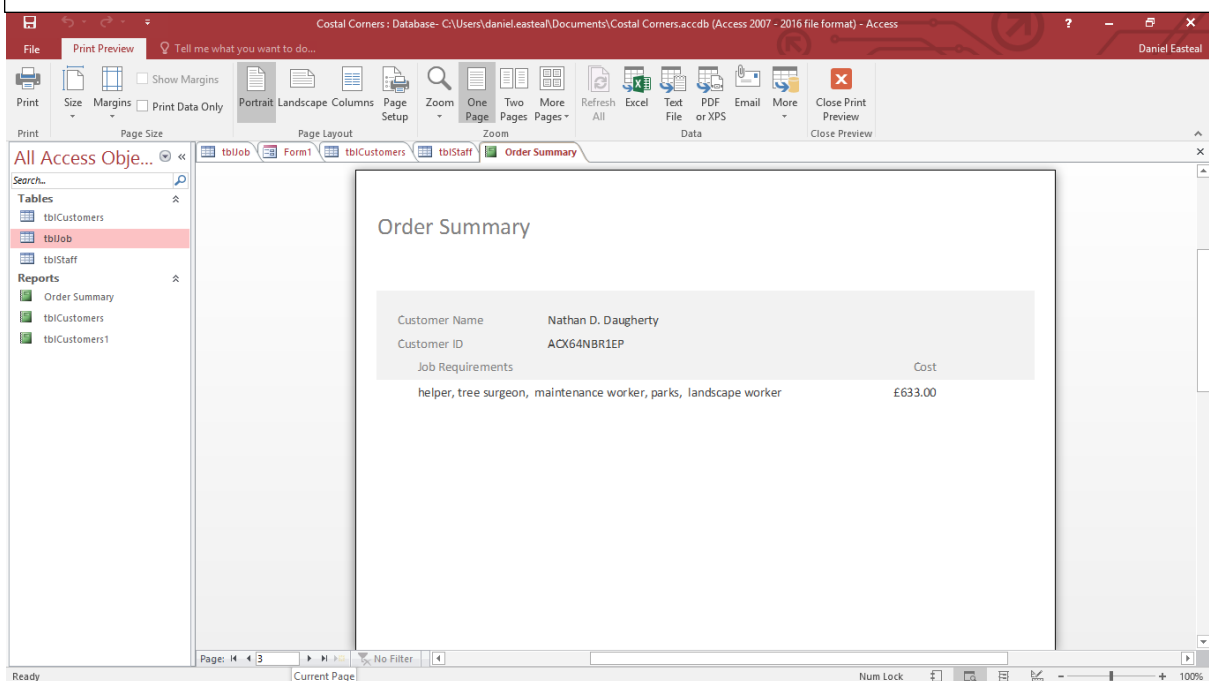 Costal Corners : Database- C:\Users\daniel.easteal\Documents\Costal Corners.accdb (Access 2007 - 2016 file format) - Access
?
File Print Preview Tell me what you want to do... Daniel Easteal
Print Size Margins Show Margins Print Data Only Portrait Landscape Columns Page Setup Zoom One Page Two Pages More Pages Refresh All Excel Text File PDF or XPS Email More Close Print Preview
Print Page Size Page Layout Zoom Data Close Preview
All Access Obje... « tblJob Form1 tblCustomers tblStaff Order Summary
Search...
Tables
tblCustomers
tblJob
tblStaff
Reports
Order Summary
tblCustomers
tblCustomers1
Order Summary
Customer Name Nathan D. Daugherty
Customer ID ACX64NBR1EP
Job Requirements Cost
helper, tree surgeon, maintenance worker, parks, landscape worker £633.00
Page: 3 No Filter
Ready Current Page Num Lock 100%